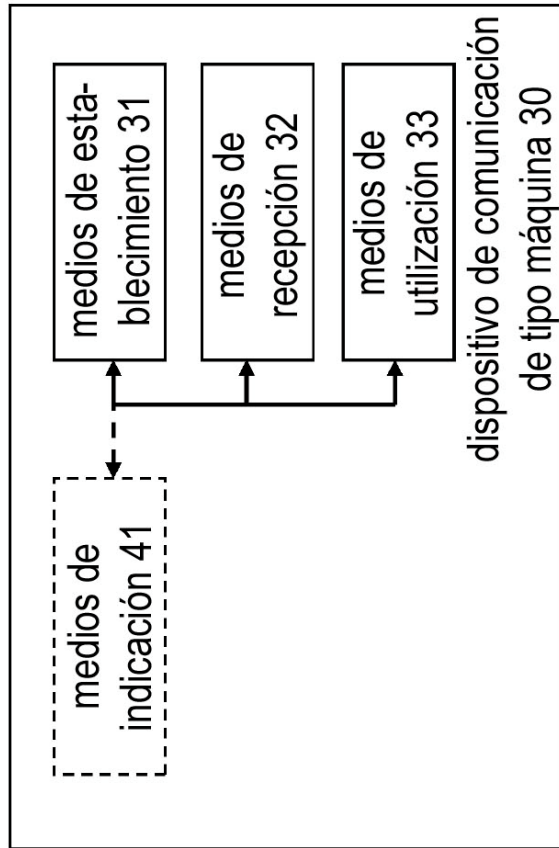 medios de
indicación 41
medios de esta-
blecimiento 31
medios de
recepción 32
medios de
utilización 33
dispositivo de comunicación
de tipo máquina 30